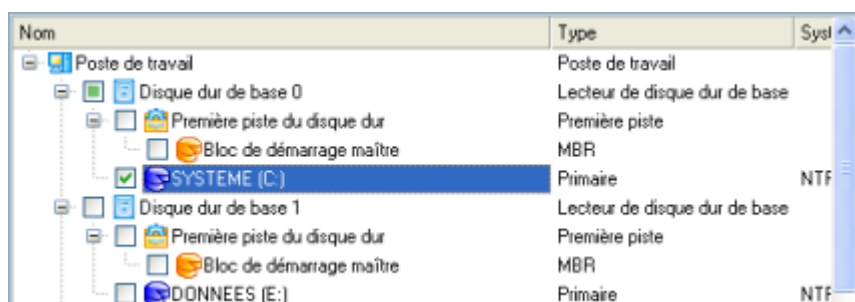 Nom Type Syst
Poste de travail Poste de travail
Disque dur de base 0 Lecteur de disque dur de base
Première piste du disque dur Première piste
Bloc de démarrage maître MBR
SYSTEME (C:) Primaire NTF
Disque dur de base 1 Lecteur de disque dur de base
Première piste du disque dur Première piste
Bloc de démarrage maître MBR
DONNEES (E:) Primaire NTF